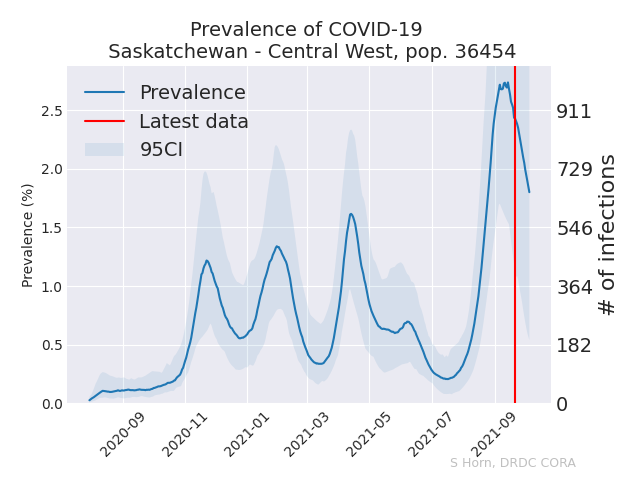 Prevalence of COVID-19
Saskatchewan - Central West, pop. 36454
Prevalence
Latest data
95CI
Prevalence (%)
2.5
2.0
1.5
1.0
0.5
0.0
911
729
546
364
182
0
# of infections
2020-09
2020-11
2021-01
2021-03
2021-05
2021-07
2021-09
S Horn, DRDC CORA